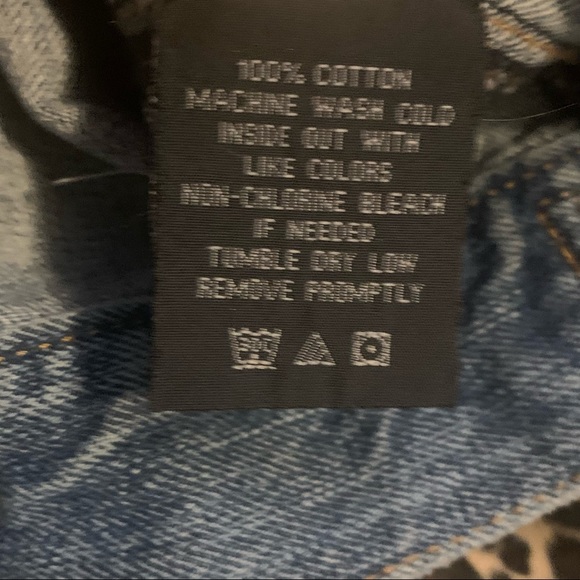 100% COTTON
MACHINE WASH COLD
INSIDE OUT WITH
LIKE COLORS
NON-CHLORINE BLEACH
IF NEEDED
TUMBLE DRY LOW
REMOVE PROMPTLY